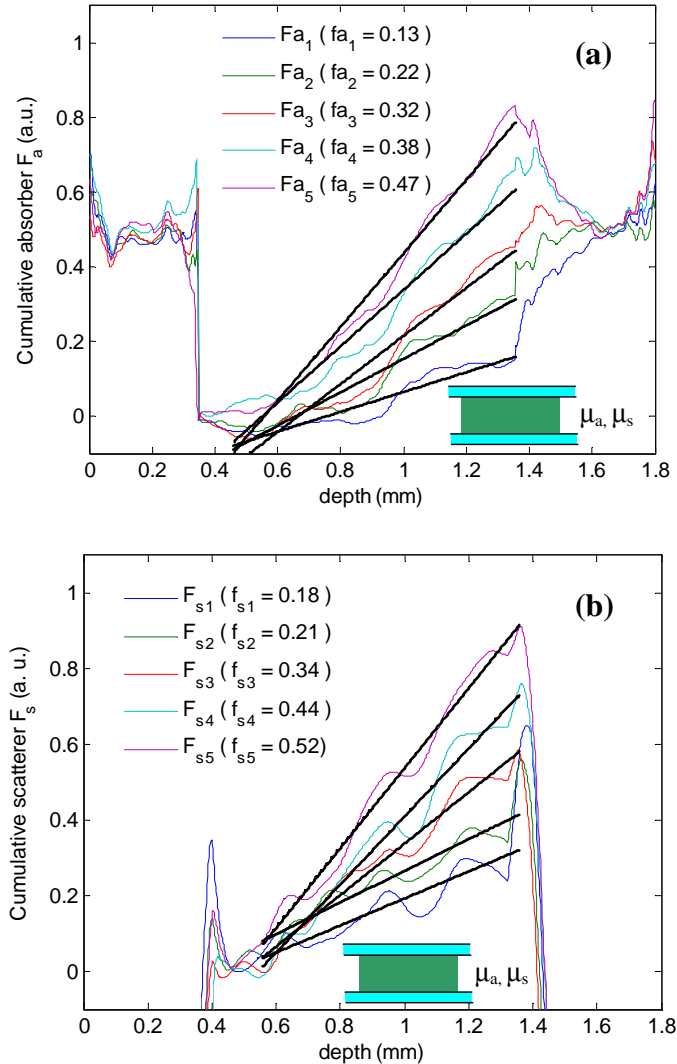 (a)
Fa1 ( fa1 = 0.13 )
Fa2 ( fa2 = 0.22 )
Fa3 ( fa3 = 0.32 )
Fa4 ( fa4 = 0.38 )
Fa5 ( fa5 = 0.47 )
Cumulative absorber Fa (a.u.)
1
0.8
0.6
0.4
0.2
0
μa, μs
0 0.2 0.4 0.6 0.8 1 1.2 1.4 1.6 1.8
depth (mm)
(b)
Fs1 ( fs1 = 0.18 )
Fs2 ( fs2 = 0.21 )
Fs3 ( fs3 = 0.34 )
Fs4 ( fs4 = 0.44 )
Fs5 ( fs5 = 0.52)
Cumulative scatterer Fs (a. u.)
1
0.8
0.6
0.4
0.2
0
μa, μs
0 0.2 0.4 0.6 0.8 1 1.2 1.4 1.6 1.8
depth (mm)